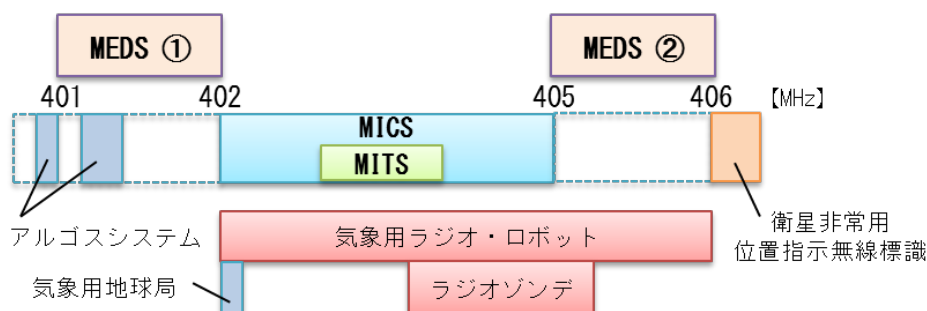 MEDS ①
MEDS ②
401
402
405
406
【MHz】
MICS
MITS
アルゴスシステム
気象用ラジオ・ロボット
衛星非常用
位置指示無線標識
気象用地球局
ラジオゾンデ